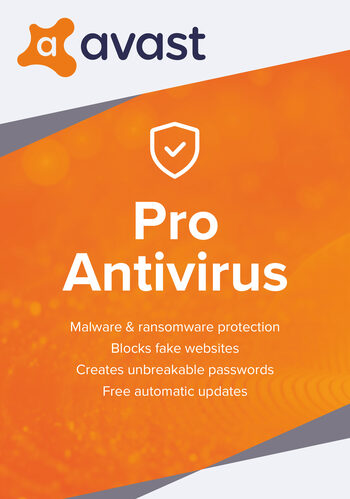 a avast
Pro
Antivirus
Malware & ransomware protection
Blocks fake websites
Creates unbreakable passwords
Free automatic updates